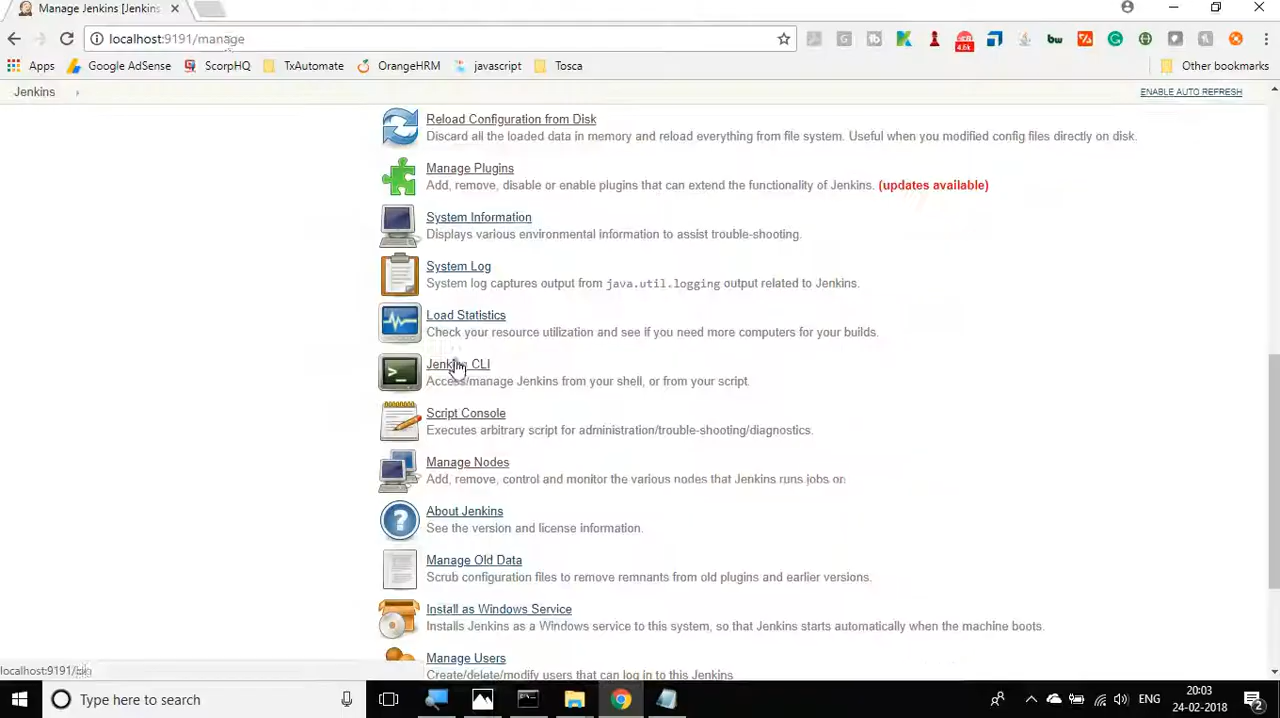 Manage Jenkins [Jenkins
localhost:9191/manage
4.6k
bw
Apps
Google AdSense
ScorpHQ
TxAutomate
OrangeHRM
javascript
Tosca
Other bookmarks
Jenkins
ENABLE AUTO REFRESH
Reload Configuration from Disk
Discard all the loaded data in memory and reload everything from file system. Useful when you modified config files directly on disk.
Manage Plugins
Add, remove, disable or enable plugins that can extend the functionality of Jenkins. (updates available)
System Information
Displays various environmental information to assist trouble-shooting.
System Log
System log captures output from java.util.logging output related to Jenkins.
Load Statistics
Check your resource utilization and see if you need more computers for your builds.
Jenkins CLI
Access/manage Jenkins from your shell, or from your script.
Script Console
Executes arbitrary script for administration/trouble-shooting/diagnostics.
Manage Nodes
Add, remove, control and monitor the various nodes that Jenkins runs jobs on.
About Jenkins
See the version and license information.
Manage Old Data
Scrub configuration files to remove remnants from old plugins and earlier versions.
Install as Windows Service
Installs Jenkins as a Windows service to this system, so that Jenkins starts automatically when the machine boots.
Manage Users
Create/delete/modify users that can log in to this Jenkins
Type here to search
ENG
20:03
24-02-2018
2